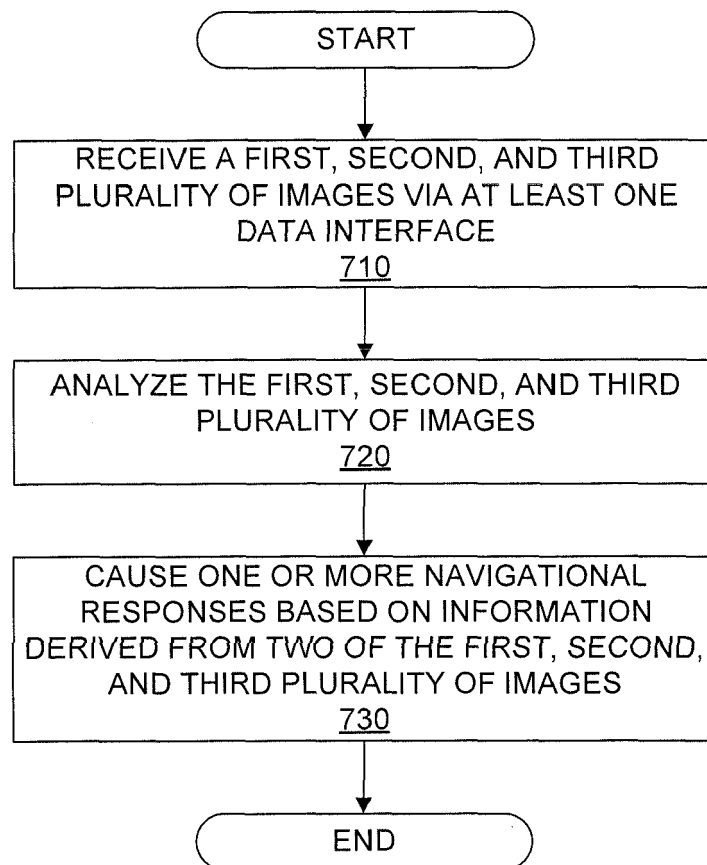 START
RECEIVE A FIRST, SECOND, AND THIRD
PLURALITY OF IMAGES VIA AT LEAST ONE
DATA INTERFACE
710
ANALYZE THE FIRST, SECOND, AND THIRD
PLURALITY OF IMAGES
720
CAUSE ONE OR MORE NAVIGATIONAL
RESPONSES BASED ON INFORMATION
DERIVED FROM TWO OF THE FIRST, SECOND,
AND THIRD PLURALITY OF IMAGES
730
END